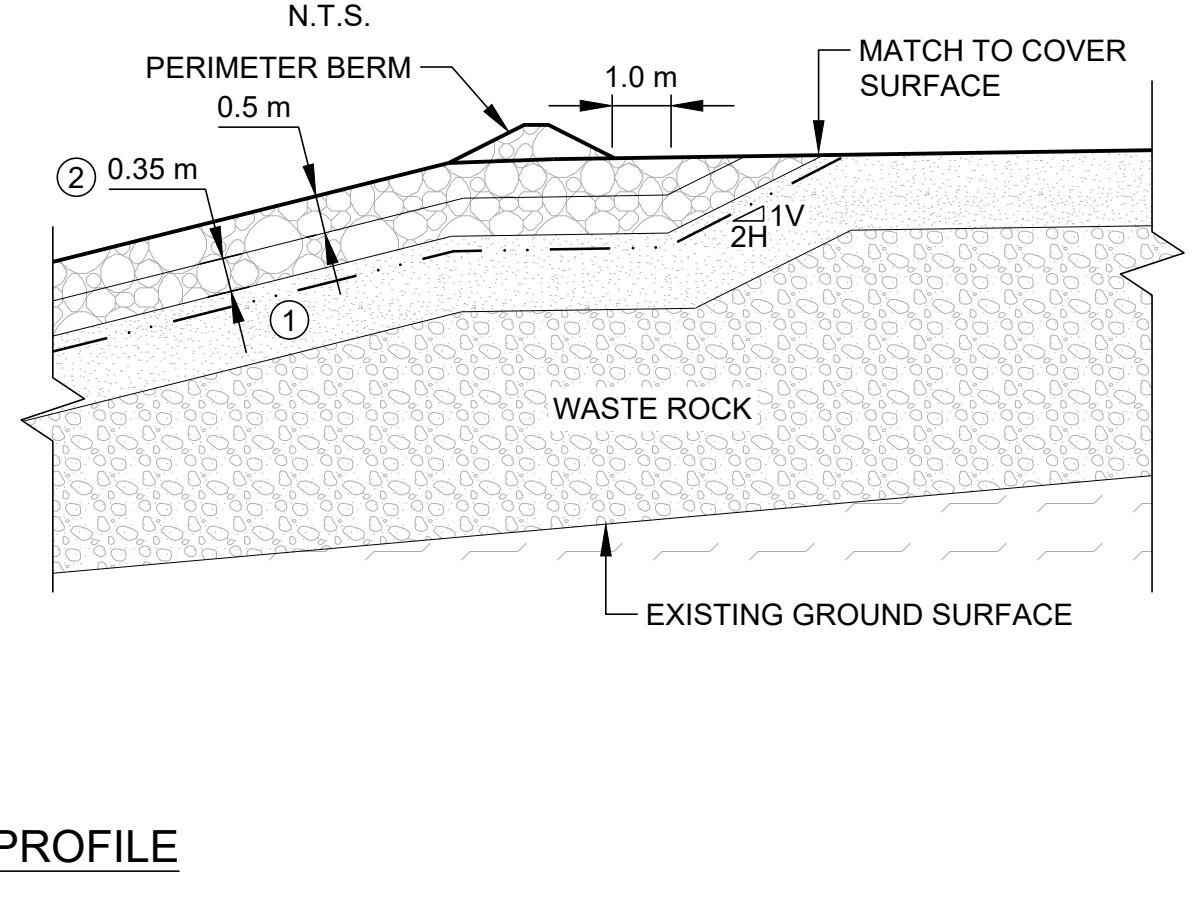 N.T.S.
PERIMETER BERM
0.5 m
② 0.35 m
1.0 m
MATCH TO COVER
SURFACE
1V
2H
①
WASTE ROCK
EXISTING GROUND SURFACE
PROFILE